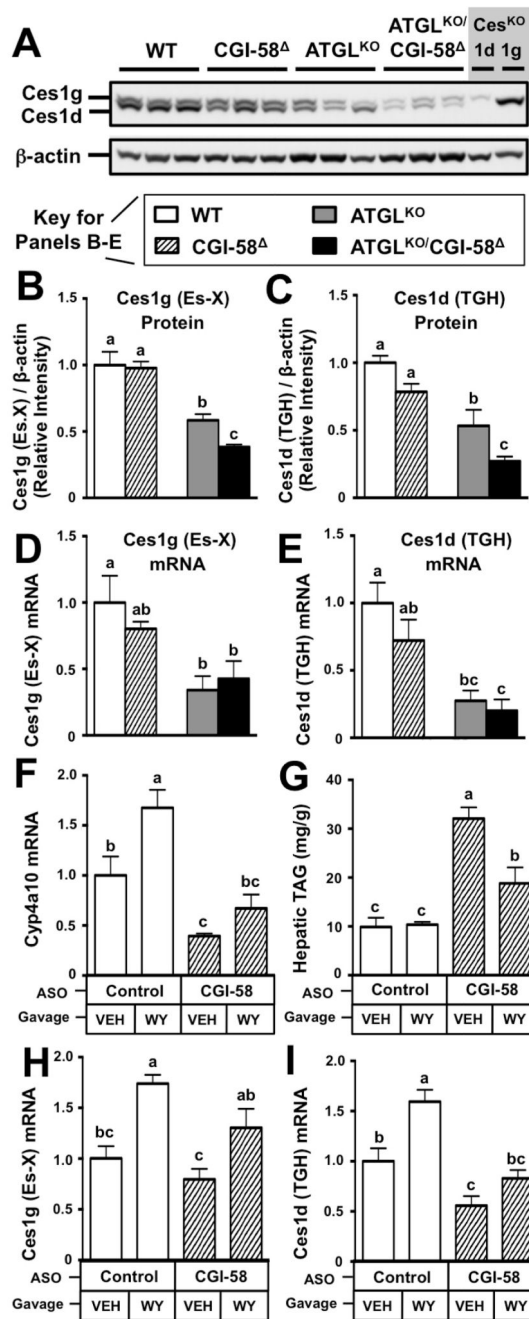 A
WT
CGI-58Δ
ATGLKO
ATGLKO/
CGI-58Δ
CesKO
1d 1g
Ces1g
Ces1d
β-actin
Key for
Panels B-E
WT
ATGLKO
CGI-58Δ
ATGLKO/CGI-58Δ
B
Ces1g (Es-X)
Protein
Ces1g (Es.X) / β-actin
(Relative Intensity)
1.5
1.0
0.5
0
a
a
b
c
C
Ces1d (TGH)
Protein
Ces1d (TGH) / β-actin
(Relative Intensity)
1.5
1.0
0.5
0
a
a
b
c
D
Ces1g (Es-X)
mRNA
Ces1g (Es-X) mRNA
1.5
1.0
0.5
0
a
ab
b
b
E
Ces1d (TGH)
mRNA
Ces1d (TGH) mRNA
1.5
1.0
0.5
0
a
ab
bc
c
F
Cyp4a10 mRNA
2.0
1.5
1.0
0.5
0
b
a
c
bc
ASO
Control
CGI-58
Gavage
VEH
WY
VEH
WY
G
Hepatic TAG (mg/g)
40
30
20
10
0
c
c
a
b
Control
CGI-58
VEH
WY
VEH
WY
H
Ces1g (Es-X) mRNA
2.0
1.5
1.0
0.5
0
bc
a
c
ab
ASO
Control
CGI-58
Gavage
VEH
WY
VEH
WY
I
Ces1d (TGH) mRNA
2.0
1.5
1.0
0.5
0
b
a
c
bc
Control
CGI-58
VEH
WY
VEH
WY